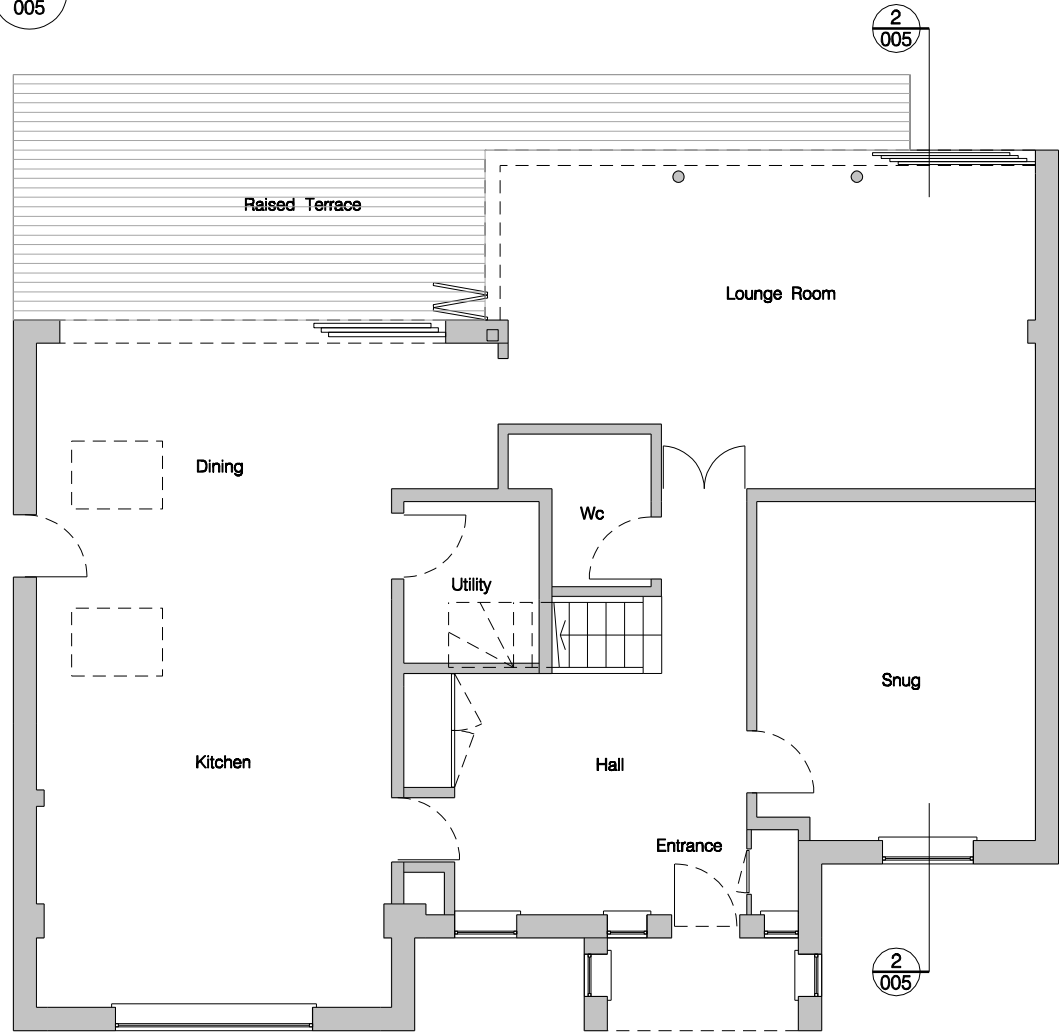 005
2
005
Raised Terrace
Lounge Room
Dining
Wc
Utility
Snug
Kitchen
Hall
Entrance
2
005